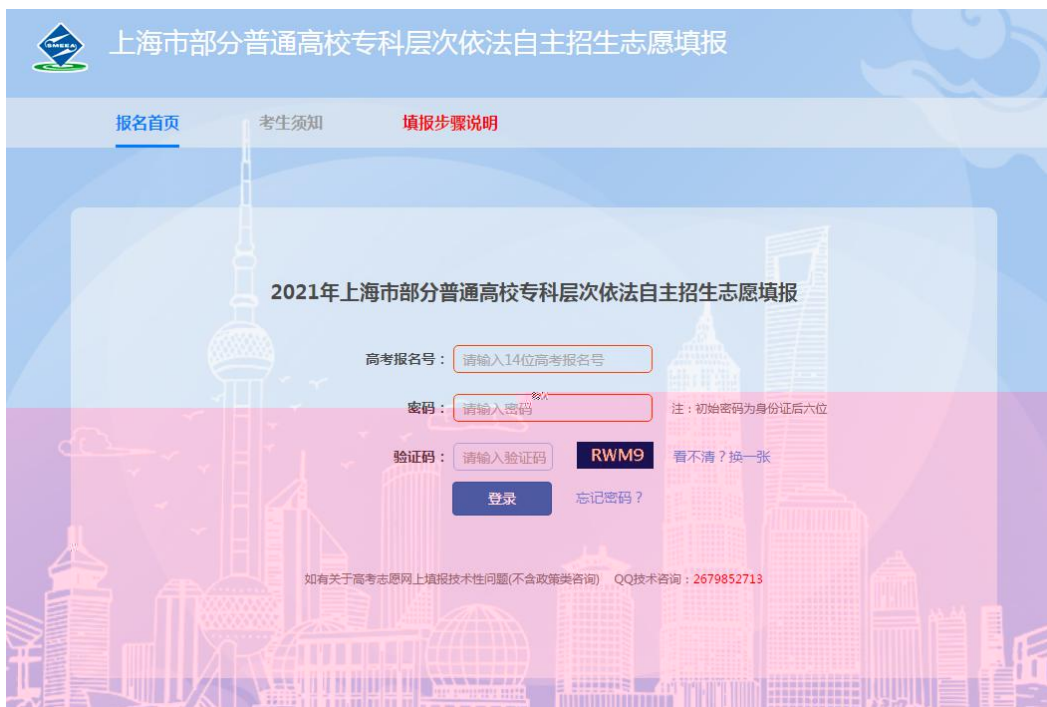 SMEEA
上海市部分普通高校专科层次依法自主招生志愿填报
报名首页 考生须知 填报步骤说明
2021年上海市部分普通高校专科层次依法自主招生志愿填报
高考报名号： 请输入14位高考报名号
密码： 请输入密码 注：初始密码为身份证后六位
验证码： 请输入验证码 RWM9 看不清？换一张
登录 忘记密码？
如有关于高考志愿网上填报技术性问题(不含政策类咨询) QQ技术咨询：2679852713